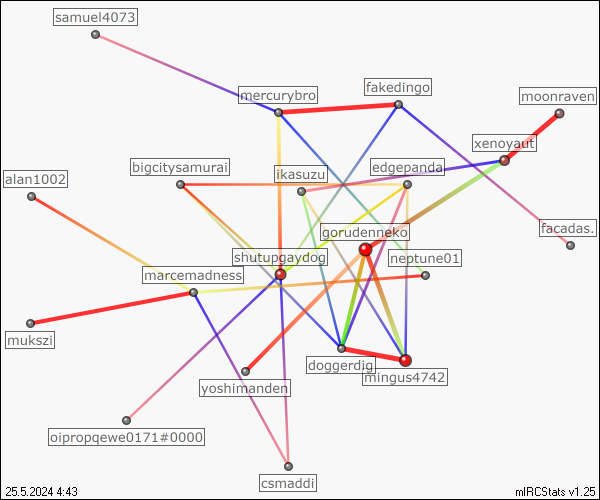 samuel4073
mercurybro
fakedingo
moonraven
xenoyaut
bigcitysamurai
ikasuzu
edgepanda
alan1002
gorudenneko
facadas.
shutupgaydog
neptune01
marcemadness
mukszi
doggerdig
mingus4742
yoshimanden
oipropqewe0171#0000
csmaddi
25.5.2024 4:43
mIRCStats v1.25